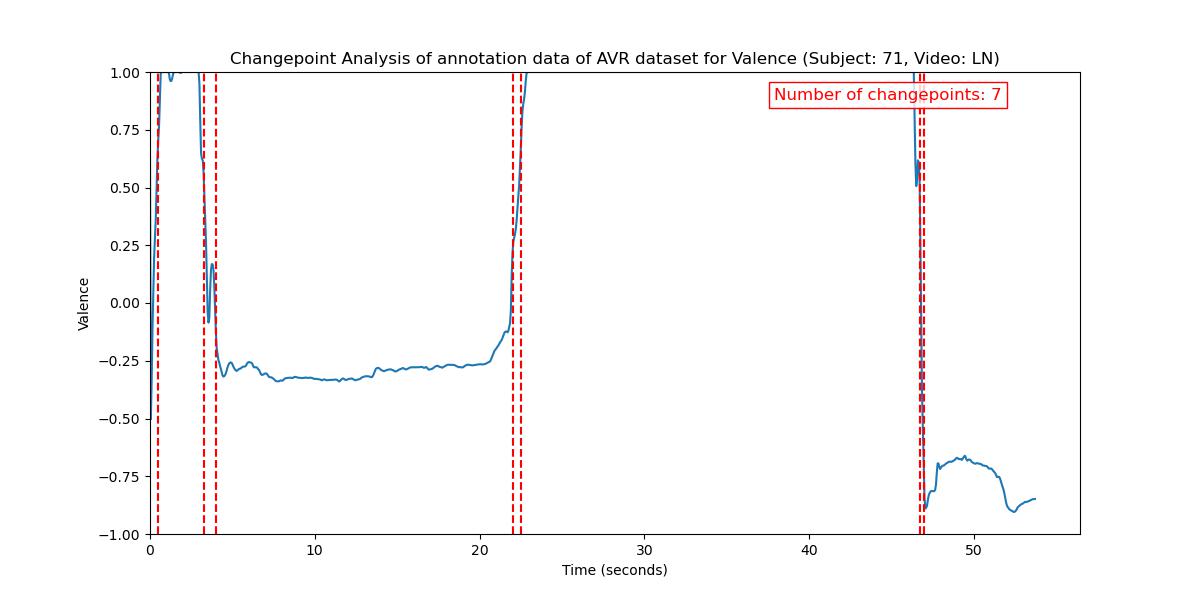 Changepoint Analysis of annotation data of AVR dataset for Valence (Subject: 71, Video: LN)
Number of changepoints: 7
1.00
0.75
0.50
0.25
0.00
−0.25
−0.50
−0.75
−1.00
Valence
0 10 20 30 40 50
Time (seconds)